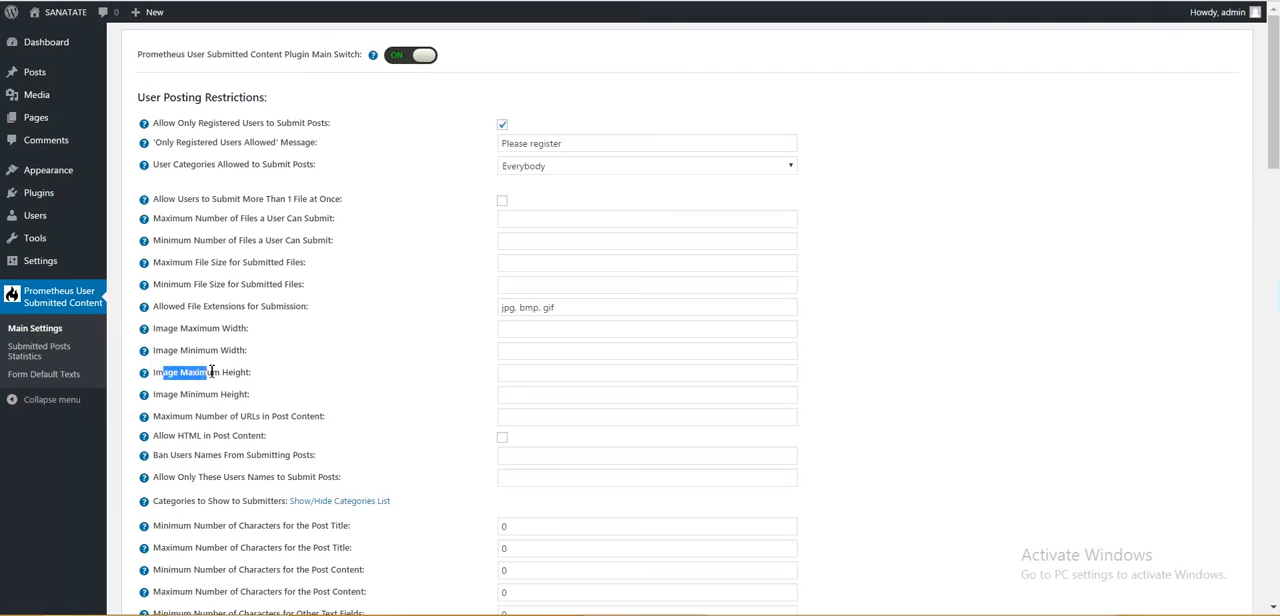 SANATATE 0 + New Howdy, admin
Dashboard
Posts
Media
Pages
Comments
Appearance
Plugins
Users
Tools
Settings
Prometheus User
Submitted Content
Main Settings
Submitted Posts
Statistics
Form Default Texts
Collapse menu
Prometheus User Submitted Content Plugin Main Switch: ? ON
User Posting Restrictions:
? Allow Only Registered Users to Submit Posts:
? 'Only Registered Users Allowed' Message: Please register
? User Categories Allowed to Submit Posts: Everybody
? Allow Users to Submit More Than 1 File at Once:
? Maximum Number of Files a User Can Submit:
? Minimum Number of Files a User Can Submit:
? Maximum File Size for Submitted Files:
? Minimum File Size for Submitted Files:
? Allowed File Extensions for Submission: jpg, bmp, gif
? Image Maximum Width:
? Image Minimum Width:
? Image Maximum Height:
? Image Minimum Height:
? Maximum Number of URLs in Post Content:
? Allow HTML in Post Content:
? Ban Users Names From Submitting Posts:
? Allow Only These Users Names to Submit Posts:
? Categories to Show to Submitters: Show/Hide Categories List
? Minimum Number of Characters for the Post Title: 0
? Maximum Number of Characters for the Post Title: 0
? Minimum Number of Characters for the Post Content: 0
? Maximum Number of Characters for the Post Content: 0
? Minimum Number of Characters for Other Text Fields: 0
Activate Windows
Go to PC settings to activate Windows.